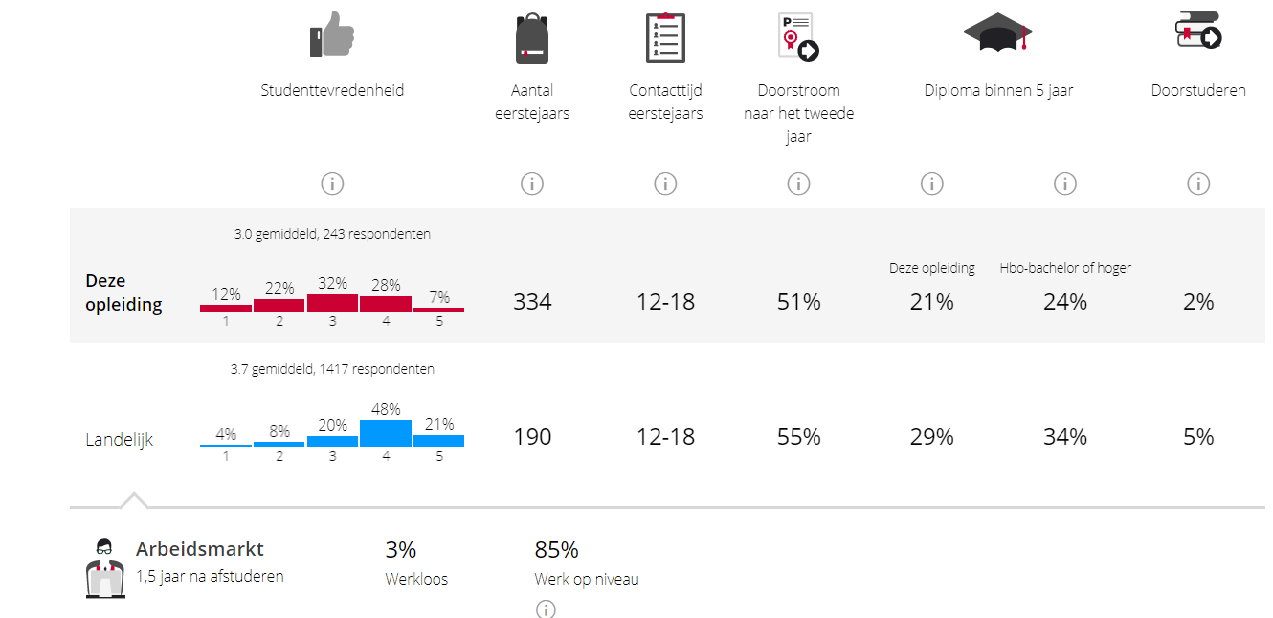 Studenttevredenheid
Aantal
eerstejaars
Contacttijd
eerstejaars
Doorstroom
naar het tweede
jaar
Diploma binnen 5 jaar
Doorstuderen
3.0 gemiddeld, 243 respondenten
Deze
opleiding
12% 22% 32% 28% 7%
1 2 3 4 5
334
12-18
51%
Deze opleiding
21%
Hbo-bachelor of hoger
24%
2%
3.7 gemiddeld, 1417 respondenten
Landelijk
4% 8% 20% 48% 21%
1 2 3 4 5
190
12-18
55%
29%
34%
5%
Arbeidsmarkt
1,5 jaar na afstuderen
3%
Werkloos
85%
Werk op niveau